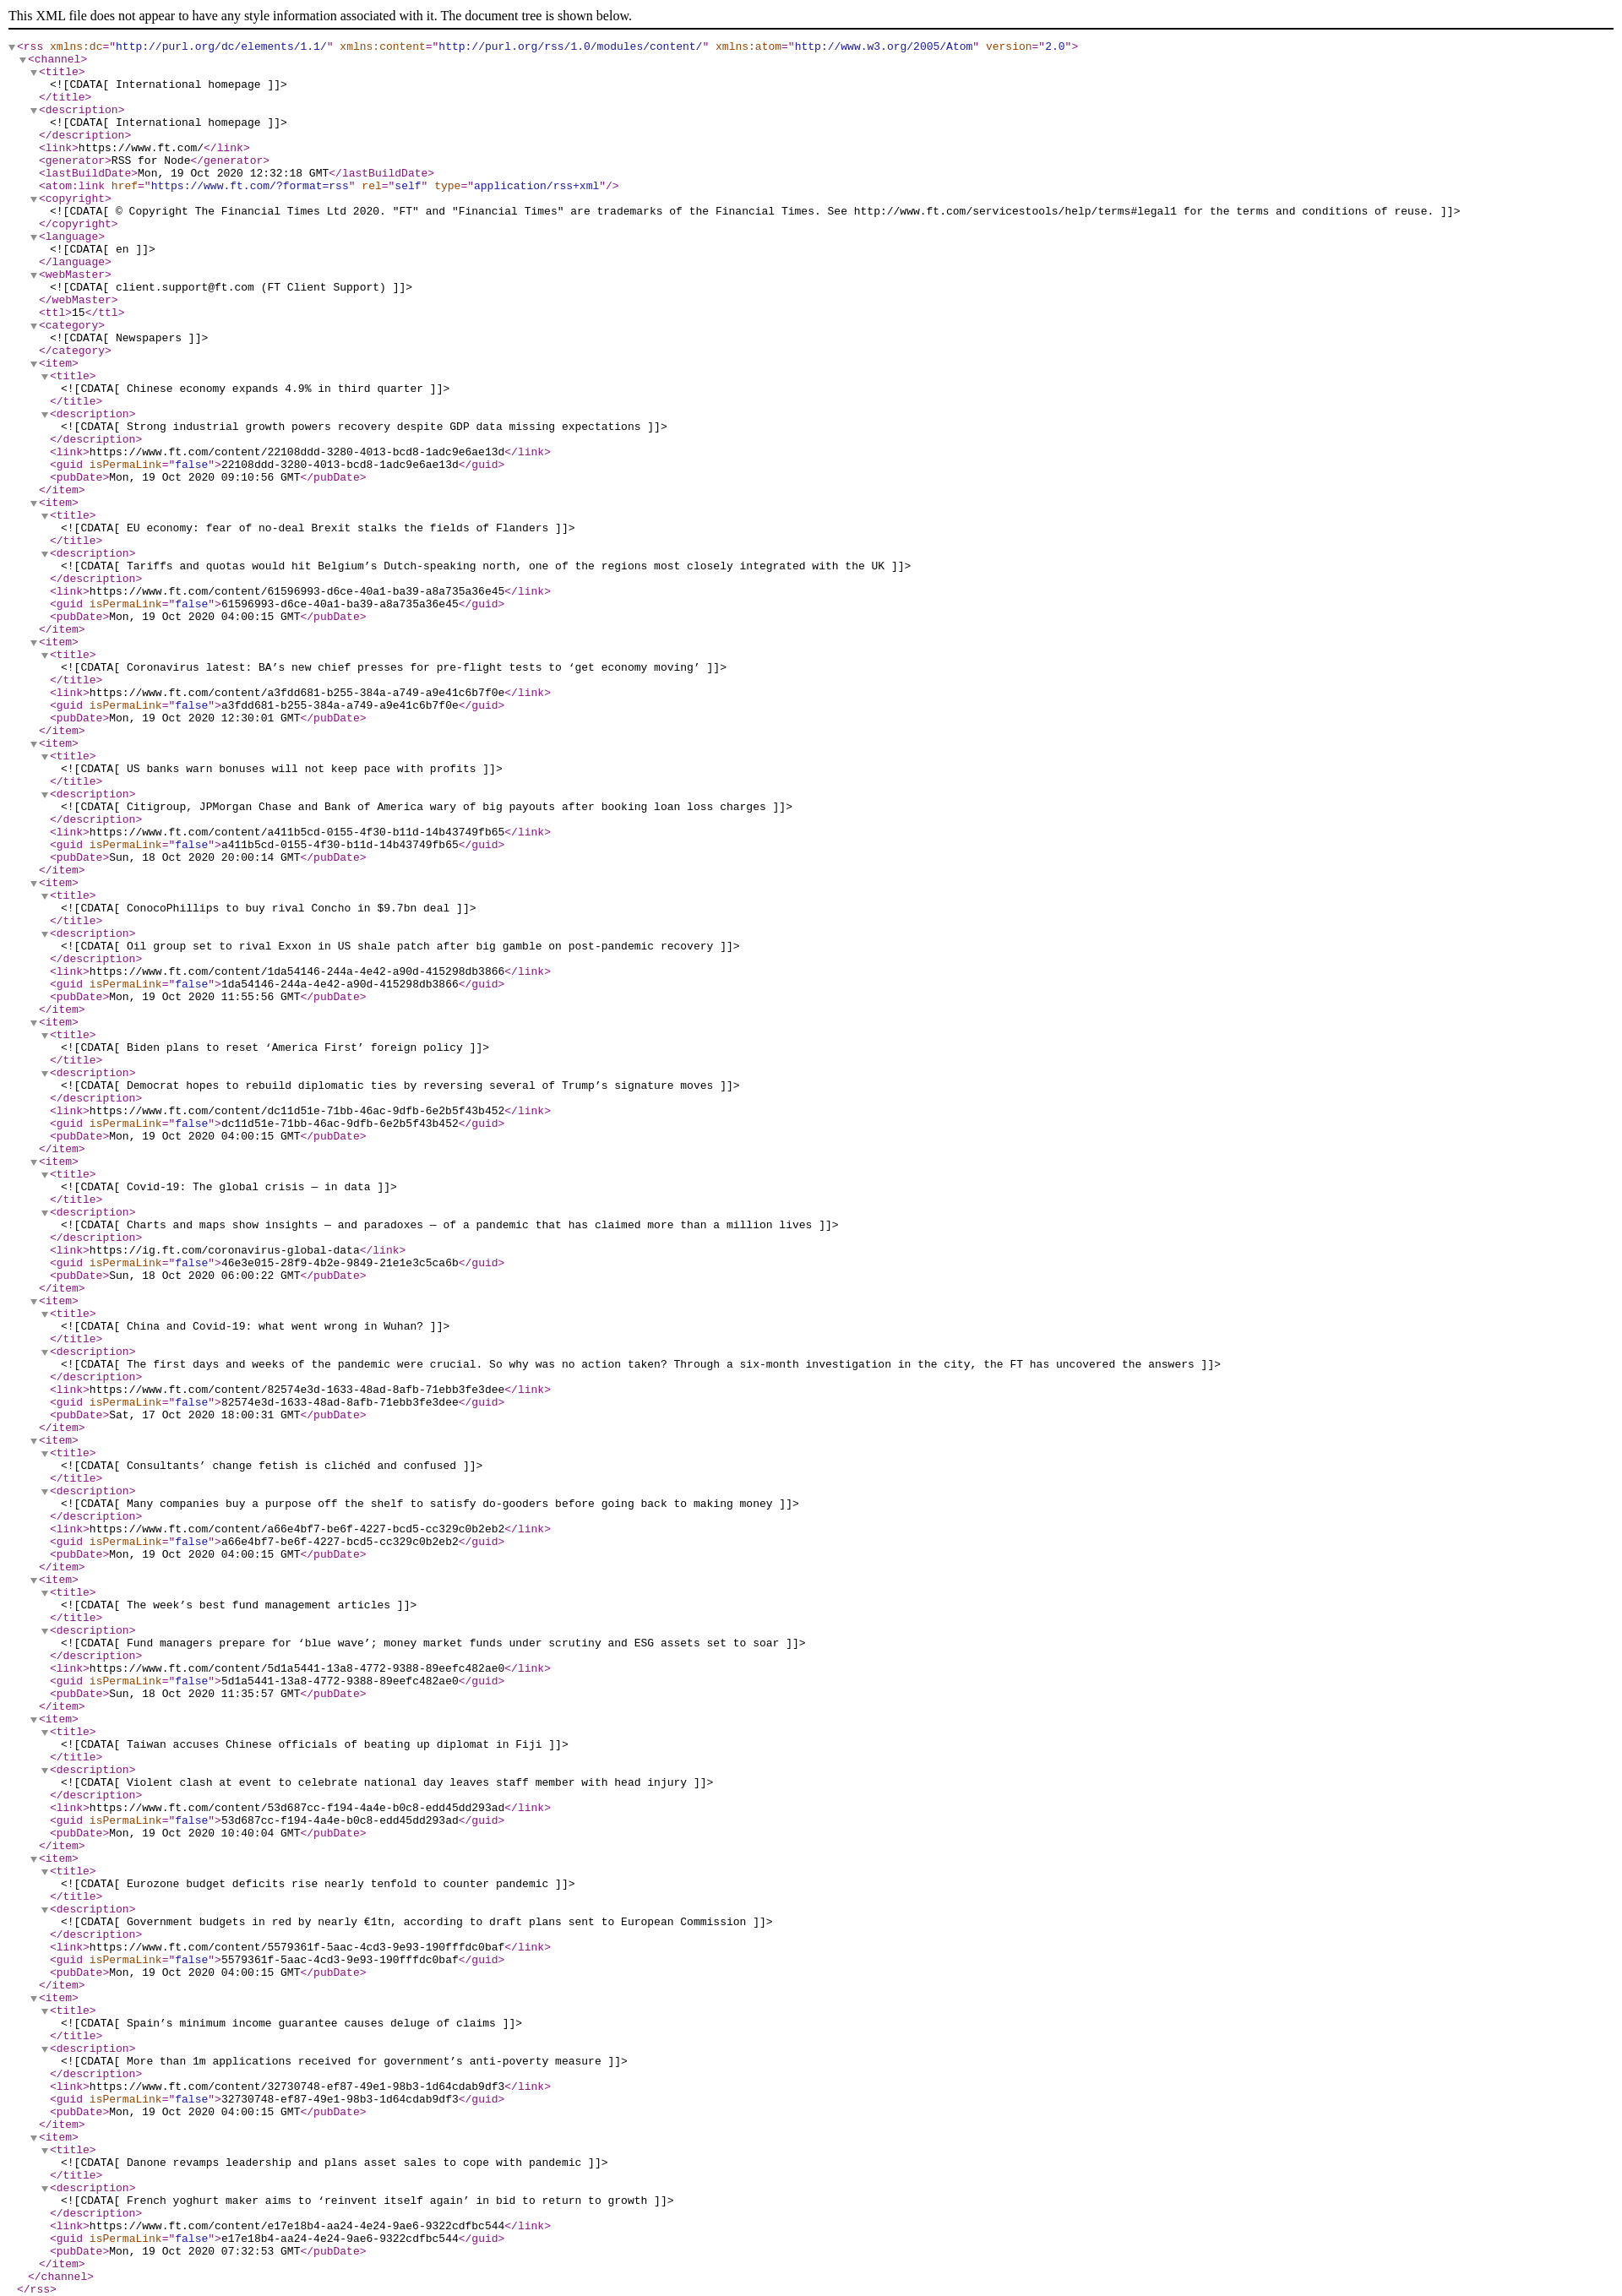 This XML file does not appear to have any style information associated with it. The document tree is shown below.
<rss xmlns:dc="http://purl.org/dc/elements/1.1/" xmlns:content="http://purl.org/rss/1.0/modules/content/" xmlns:atom="http://www.w3.org/2005/Atom" version="2.0">
<channel>
<title>
<![CDATA[ International homepage ]]>
</title>
<description>
<![CDATA[ International homepage ]]>
</description>
<link>https://www.ft.com/</link>
<generator>RSS for Node</generator>
<lastBuildDate>Mon, 19 Oct 2020 12:32:18 GMT</lastBuildDate>
<atom:link href="https://www.ft.com/?format=rss" rel="self" type="application/rss+xml"/>
<copyright>
<![CDATA[ © Copyright The Financial Times Ltd 2020. "FT" and "Financial Times" are trademarks of the Financial Times. See http://www.ft.com/servicestools/help/terms#legal1 for the terms and conditions of reuse. ]]>
</copyright>
<language>
<![CDATA[ en ]]>
</language>
<webMaster>
<![CDATA[ client.support@ft.com (FT Client Support) ]]>
</webMaster>
<ttl>15</ttl>
<category>
<![CDATA[ Newspapers ]]>
</category>
<item>
<title>
<![CDATA[ Chinese economy expands 4.9% in third quarter ]]>
</title>
<description>
<![CDATA[ Strong industrial growth powers recovery despite GDP data missing expectations ]]>
</description>
<link>https://www.ft.com/content/22108ddd-3280-4013-bcd8-1adc9e6ae13d</link>
<guid isPermaLink="false">22108ddd-3280-4013-bcd8-1adc9e6ae13d</guid>
<pubDate>Mon, 19 Oct 2020 09:10:56 GMT</pubDate>
</item>
<item>
<title>
<![CDATA[ EU economy: fear of no-deal Brexit stalks the fields of Flanders ]]>
</title>
<description>
<![CDATA[ Tariffs and quotas would hit Belgium’s Dutch-speaking north, one of the regions most closely integrated with the UK ]]>
</description>
<link>https://www.ft.com/content/61596993-d6ce-40a1-ba39-a8a735a36e45</link>
<guid isPermaLink="false">61596993-d6ce-40a1-ba39-a8a735a36e45</guid>
<pubDate>Mon, 19 Oct 2020 04:00:15 GMT</pubDate>
</item>
<item>
<title>
<![CDATA[ Coronavirus latest: BA’s new chief presses for pre-flight tests to ‘get economy moving’ ]]>
</title>
<link>https://www.ft.com/content/a3fdd681-b255-384a-a749-a9e41c6b7f0e</link>
<guid isPermaLink="false">a3fdd681-b255-384a-a749-a9e41c6b7f0e</guid>
<pubDate>Mon, 19 Oct 2020 12:30:01 GMT</pubDate>
</item>
<item>
<title>
<![CDATA[ US banks warn bonuses will not keep pace with profits ]]>
</title>
<description>
<![CDATA[ Citigroup, JPMorgan Chase and Bank of America wary of big payouts after booking loan loss charges ]]>
</description>
<link>https://www.ft.com/content/a411b5cd-0155-4f30-b11d-14b43749fb65</link>
<guid isPermaLink="false">a411b5cd-0155-4f30-b11d-14b43749fb65</guid>
<pubDate>Sun, 18 Oct 2020 20:00:14 GMT</pubDate>
</item>
<item>
<title>
<![CDATA[ ConocoPhillips to buy rival Concho in $9.7bn deal ]]>
</title>
<description>
<![CDATA[ Oil group set to rival Exxon in US shale patch after big gamble on post-pandemic recovery ]]>
</description>
<link>https://www.ft.com/content/1da54146-244a-4e42-a90d-415298db3866</link>
<guid isPermaLink="false">1da54146-244a-4e42-a90d-415298db3866</guid>
<pubDate>Mon, 19 Oct 2020 11:55:56 GMT</pubDate>
</item>
<item>
<title>
<![CDATA[ Biden plans to reset ‘America First’ foreign policy ]]>
</title>
<description>
<![CDATA[ Democrat hopes to rebuild diplomatic ties by reversing several of Trump’s signature moves ]]>
</description>
<link>https://www.ft.com/content/dc11d51e-71bb-46ac-9dfb-6e2b5f43b452</link>
<guid isPermaLink="false">dc11d51e-71bb-46ac-9dfb-6e2b5f43b452</guid>
<pubDate>Mon, 19 Oct 2020 04:00:15 GMT</pubDate>
</item>
<item>
<title>
<![CDATA[ Covid-19: The global crisis — in data ]]>
</title>
<description>
<![CDATA[ Charts and maps show insights — and paradoxes — of a pandemic that has claimed more than a million lives ]]>
</description>
<link>https://ig.ft.com/coronavirus-global-data</link>
<guid isPermaLink="false">46e3e015-28f9-4b2e-9849-21e1e3c5ca6b</guid>
<pubDate>Sun, 18 Oct 2020 06:00:22 GMT</pubDate>
</item>
<item>
<title>
<![CDATA[ China and Covid-19: what went wrong in Wuhan? ]]>
</title>
<description>
<![CDATA[ The first days and weeks of the pandemic were crucial. So why was no action taken? Through a six-month investigation in the city, the FT has uncovered the answers ]]>
</description>
<link>https://www.ft.com/content/82574e3d-1633-48ad-8afb-71ebb3fe3dee</link>
<guid isPermaLink="false">82574e3d-1633-48ad-8afb-71ebb3fe3dee</guid>
<pubDate>Sat, 17 Oct 2020 18:00:31 GMT</pubDate>
</item>
<item>
<title>
<![CDATA[ Consultants’ change fetish is clichéd and confused ]]>
</title>
<description>
<![CDATA[ Many companies buy a purpose off the shelf to satisfy do-gooders before going back to making money ]]>
</description>
<link>https://www.ft.com/content/a66e4bf7-be6f-4227-bcd5-cc329c0b2eb2</link>
<guid isPermaLink="false">a66e4bf7-be6f-4227-bcd5-cc329c0b2eb2</guid>
<pubDate>Mon, 19 Oct 2020 04:00:15 GMT</pubDate>
</item>
<item>
<title>
<![CDATA[ The week’s best fund management articles ]]>
</title>
<description>
<![CDATA[ Fund managers prepare for ‘blue wave’; money market funds under scrutiny and ESG assets set to soar ]]>
</description>
<link>https://www.ft.com/content/5d1a5441-13a8-4772-9388-89eefc482ae0</link>
<guid isPermaLink="false">5d1a5441-13a8-4772-9388-89eefc482ae0</guid>
<pubDate>Sun, 18 Oct 2020 11:35:57 GMT</pubDate>
</item>
<item>
<title>
<![CDATA[ Taiwan accuses Chinese officials of beating up diplomat in Fiji ]]>
</title>
<description>
<![CDATA[ Violent clash at event to celebrate national day leaves staff member with head injury ]]>
</description>
<link>https://www.ft.com/content/53d687cc-f194-4a4e-b0c8-edd45dd293ad</link>
<guid isPermaLink="false">53d687cc-f194-4a4e-b0c8-edd45dd293ad</guid>
<pubDate>Mon, 19 Oct 2020 10:40:04 GMT</pubDate>
</item>
<item>
<title>
<![CDATA[ Eurozone budget deficits rise nearly tenfold to counter pandemic ]]>
</title>
<description>
<![CDATA[ Government budgets in red by nearly €1tn, according to draft plans sent to European Commission ]]>
</description>
<link>https://www.ft.com/content/5579361f-5aac-4cd3-9e93-190fffdc0baf</link>
<guid isPermaLink="false">5579361f-5aac-4cd3-9e93-190fffdc0baf</guid>
<pubDate>Mon, 19 Oct 2020 04:00:15 GMT</pubDate>
</item>
<item>
<title>
<![CDATA[ Spain’s minimum income guarantee causes deluge of claims ]]>
</title>
<description>
<![CDATA[ More than 1m applications received for government’s anti-poverty measure ]]>
</description>
<link>https://www.ft.com/content/32730748-ef87-49e1-98b3-1d64cdab9df3</link>
<guid isPermaLink="false">32730748-ef87-49e1-98b3-1d64cdab9df3</guid>
<pubDate>Mon, 19 Oct 2020 04:00:15 GMT</pubDate>
</item>
<item>
<title>
<![CDATA[ Danone revamps leadership and plans asset sales to cope with pandemic ]]>
</title>
<description>
<![CDATA[ French yoghurt maker aims to ‘reinvent itself again’ in bid to return to growth ]]>
</description>
<link>https://www.ft.com/content/e17e18b4-aa24-4e24-9ae6-9322cdfbc544</link>
<guid isPermaLink="false">e17e18b4-aa24-4e24-9ae6-9322cdfbc544</guid>
<pubDate>Mon, 19 Oct 2020 07:32:53 GMT</pubDate>
</item>
</channel>
</rss>